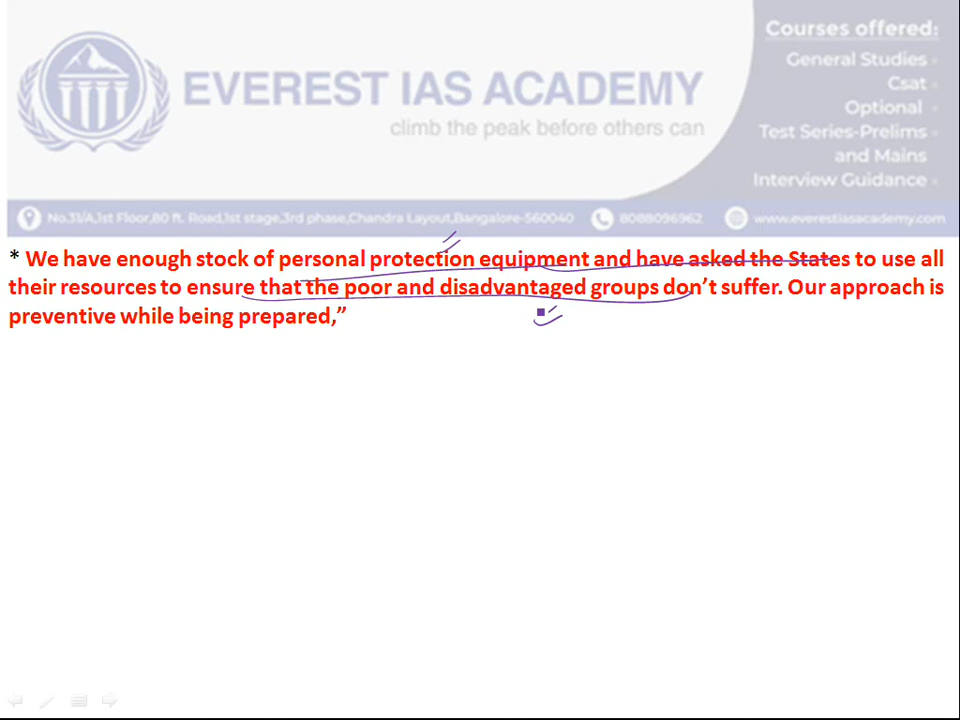 Courses offered:
General Studies
Csat
Optional
Test Series-Prelims
and Mains
Interview Guidance
EVEREST IAS ACADEMY
climb the peak before others can
No.31/A,1st Floor,80 ft. Road,1st stage,3rd phase,Chandra Layout,Bangalore-560040 8088096962 www.everestiasacademy.com
* We have enough stock of personal protection equipment and have asked the States to use all
their resources to ensure that the poor and disadvantaged groups don’t suffer. Our approach is
preventive while being prepared,”